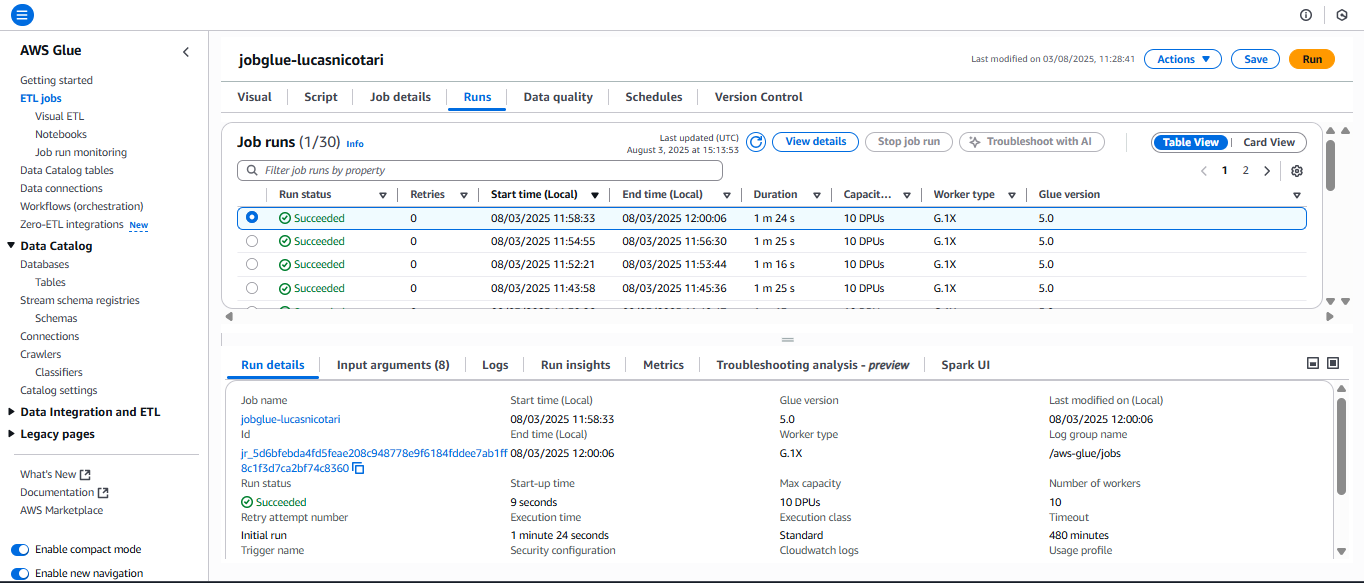 AWS Glue
Getting started
ETL jobs
Visual ETL
Notebooks
Job run monitoring
Data Catalog tables
Data connections
Workflows (orchestration)
Zero-ETL integrations New
Data Catalog
Databases
Tables
Stream schema registries
Schemas
Connections
Crawlers
Classifiers
Catalog settings
Data Integration and ETL
Legacy pages
What's New
Documentation
AWS Marketplace
Enable compact mode
Enable new navigation
jobglue-lucasnicotari
Last modified on 03/08/2025, 11:28:41
Actions
Save
Run
Visual Script Job details Runs Data quality Schedules Version Control
Job runs (1/30) Info
Last updated (UTC)
August 3, 2025 at 15:13:53
View details
Stop job run
Troubleshoot with AI
Table View
Card View
Filter job runs by property
1 2
Run status Retries Start time (Local) End time (Local) Duration Capacit... Worker type Glue version
Succeeded 0 08/03/2025 11:58:33 08/03/2025 12:00:06 1 m 24 s 10 DPUs G.1X 5.0
Succeeded 0 08/03/2025 11:54:55 08/03/2025 11:56:30 1 m 25 s 10 DPUs G.1X 5.0
Succeeded 0 08/03/2025 11:52:21 08/03/2025 11:53:44 1 m 16 s 10 DPUs G.1X 5.0
Succeeded 0 08/03/2025 11:43:58 08/03/2025 11:45:36 1 m 25 s 10 DPUs G.1X 5.0
Run details Input arguments (8) Logs Run insights Metrics Troubleshooting analysis - preview Spark UI
Job name Start time (Local) Glue version Last modified on (Local)
jobglue-lucasnicotari 08/03/2025 11:58:33 5.0 08/03/2025 12:00:06
Id End time (Local) Worker type Log group name
jr_5d6bfebda4fd5feae208c948778e9f6184fddee7ab1ff 08/03/2025 12:00:06 G.1X /aws-glue/jobs
8c1f3d7ca2bf74c8360
Run status Start-up time Max capacity Number of workers
Succeeded 9 seconds 10 DPUs 10
Retry attempt number Execution time Execution class Timeout
Initial run 1 minute 24 seconds Standard 480 minutes
Trigger name Security configuration Cloudwatch logs Usage profile